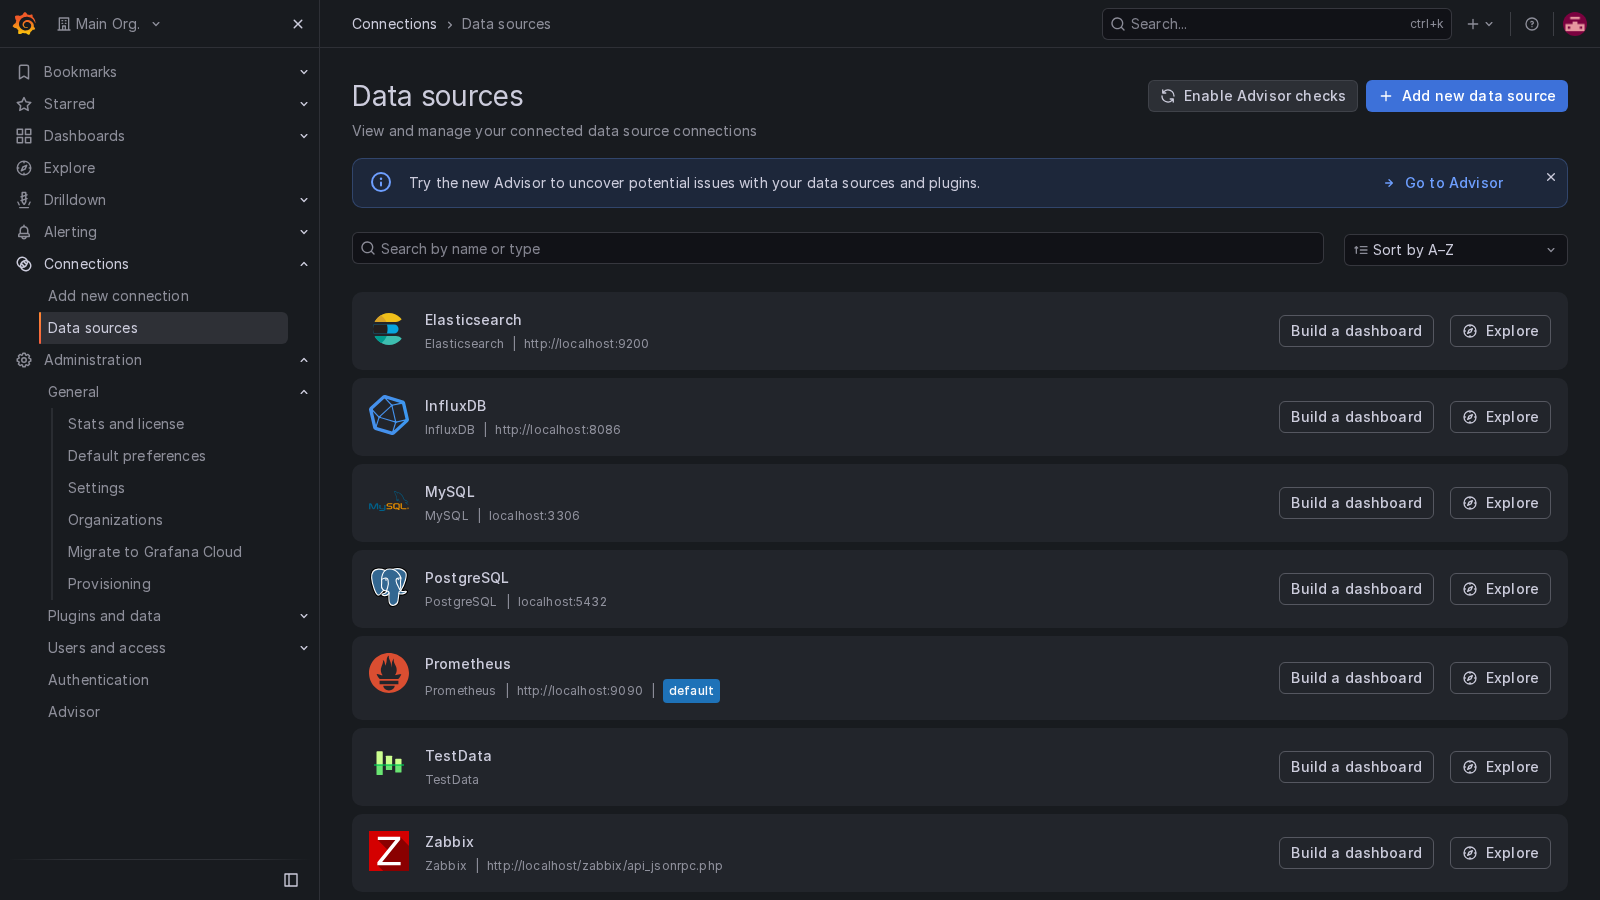 Main Org.
Connections › Data sources
Search...
ctrl+k
Bookmarks
Starred
Dashboards
Explore
Drilldown
Alerting
Connections
Add new connection
Data sources
Administration
General
Stats and license
Default preferences
Settings
Organizations
Migrate to Grafana Cloud
Provisioning
Plugins and data
Users and access
Authentication
Advisor
Data sources
View and manage your connected data source connections
Enable Advisor checks
Add new data source
Try the new Advisor to uncover potential issues with your data sources and plugins.
Go to Advisor
Search by name or type
Sort by A–Z
Elasticsearch
Elasticsearch | http://localhost:9200
Build a dashboard
Explore
InfluxDB
InfluxDB | http://localhost:8086
Build a dashboard
Explore
MySQL
MySQL
MySQL | localhost:3306
Build a dashboard
Explore
PostgreSQL
PostgreSQL | localhost:5432
Build a dashboard
Explore
Prometheus
Prometheus | http://localhost:9090 | default
Build a dashboard
Explore
TestData
TestData
Build a dashboard
Explore
Z
Zabbix
Zabbix | http://localhost/zabbix/api_jsonrpc.php
Build a dashboard
Explore